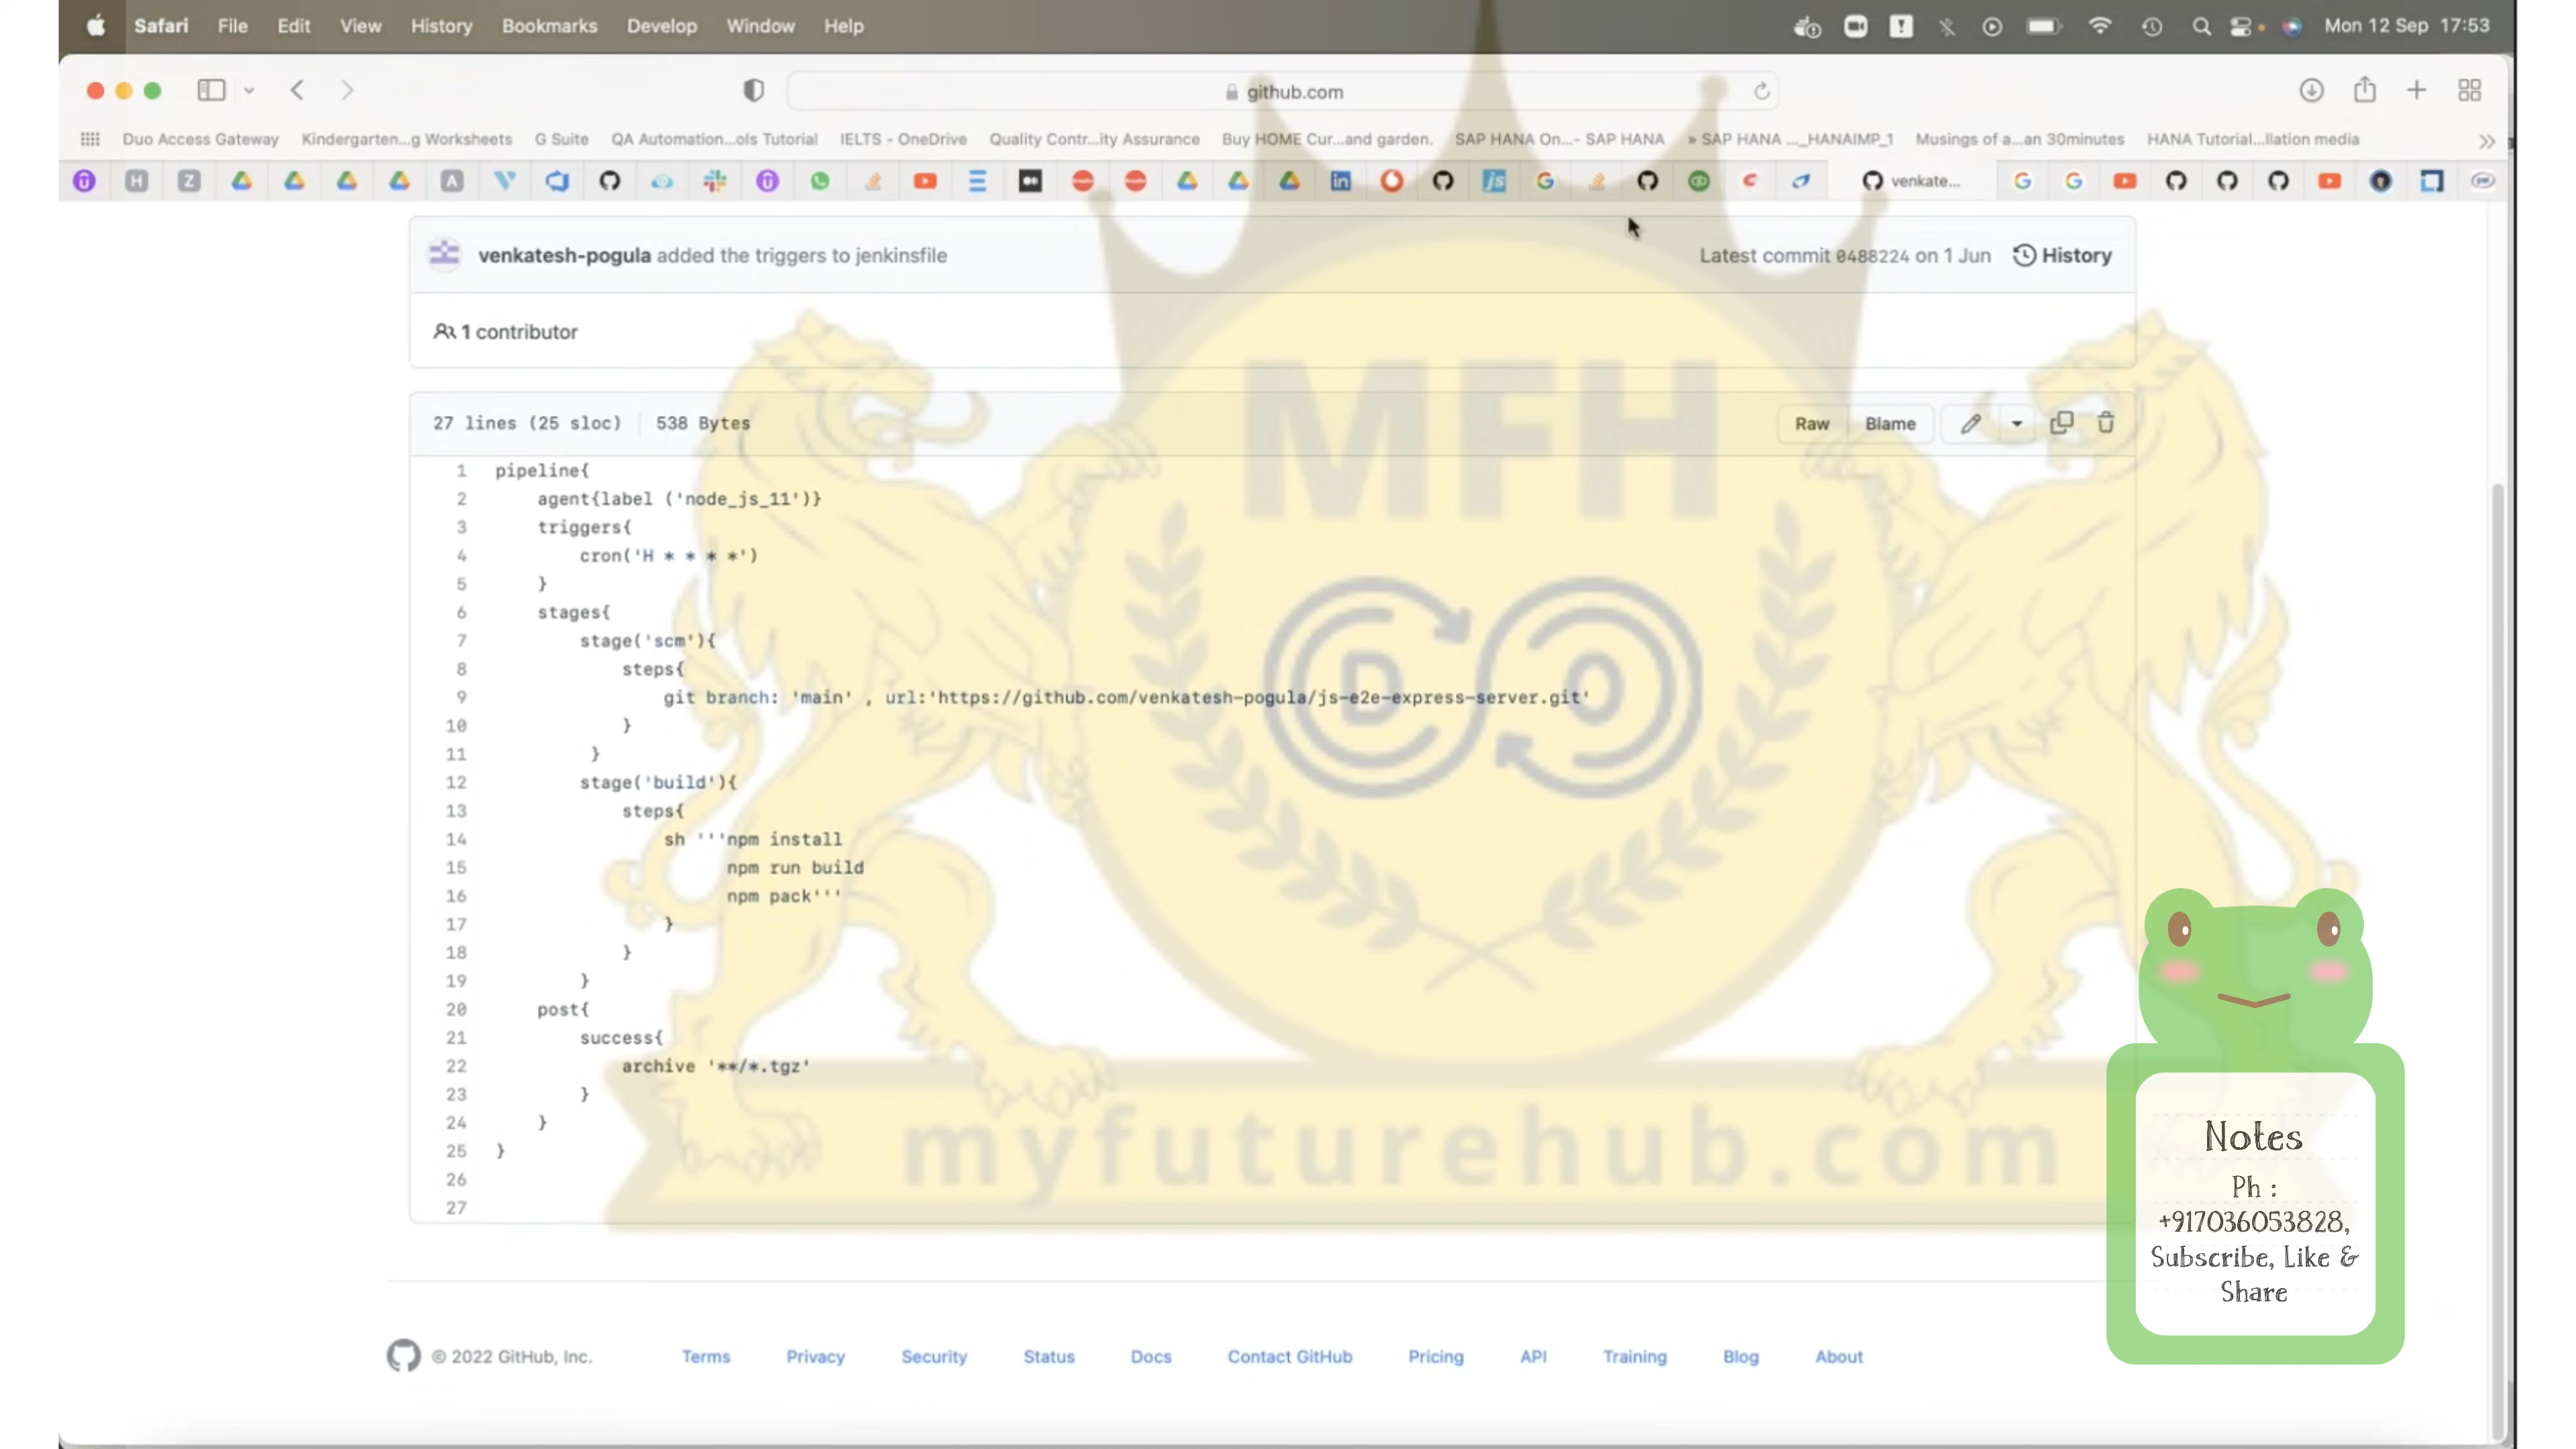 Safari File Edit View History Bookmarks Develop Window Help Mon 12 Sep 17:53
github.com
Duo Access Gateway Kindergarten...g Worksheets G Suite QA Automation...ols Tutorial IELTS - OneDrive Quality Contr...ity Assurance Buy HOME Cur...and garden. SAP HANA On...- SAP HANA » SAP HANA ..._HANAIMP_1 Musings of a...an 30minutes HANA Tutorial...llation media
venkate...
venkatesh-pogula added the triggers to jenkinsfile Latest commit 0488224 on 1 Jun History
1 contributor
27 lines (25 sloc) 538 Bytes Raw Blame
1 pipeline{
2 agent{label ('node_js_11')}
3 triggers{
4 cron('H * * * *')
5 }
6 stages{
7 stage('scm'){
8 steps{
9 git branch: 'main' , url:'https://github.com/venkatesh-pogula/js-e2e-express-server.git'
10 }
11 }
12 stage('build'){
13 steps{
14 sh '''npm install
15 npm run build
16 npm pack'''
17 }
18 }
19 }
20 post{
21 success{
22 archive '**/*.tgz'
23 }
24 }
25 }
26
27
MFH
DO
myfuturehub.com
Notes
Ph :
+917036053828,
Subscribe, Like &
Share
© 2022 GitHub, Inc. Terms Privacy Security Status Docs Contact GitHub Pricing API Training Blog About